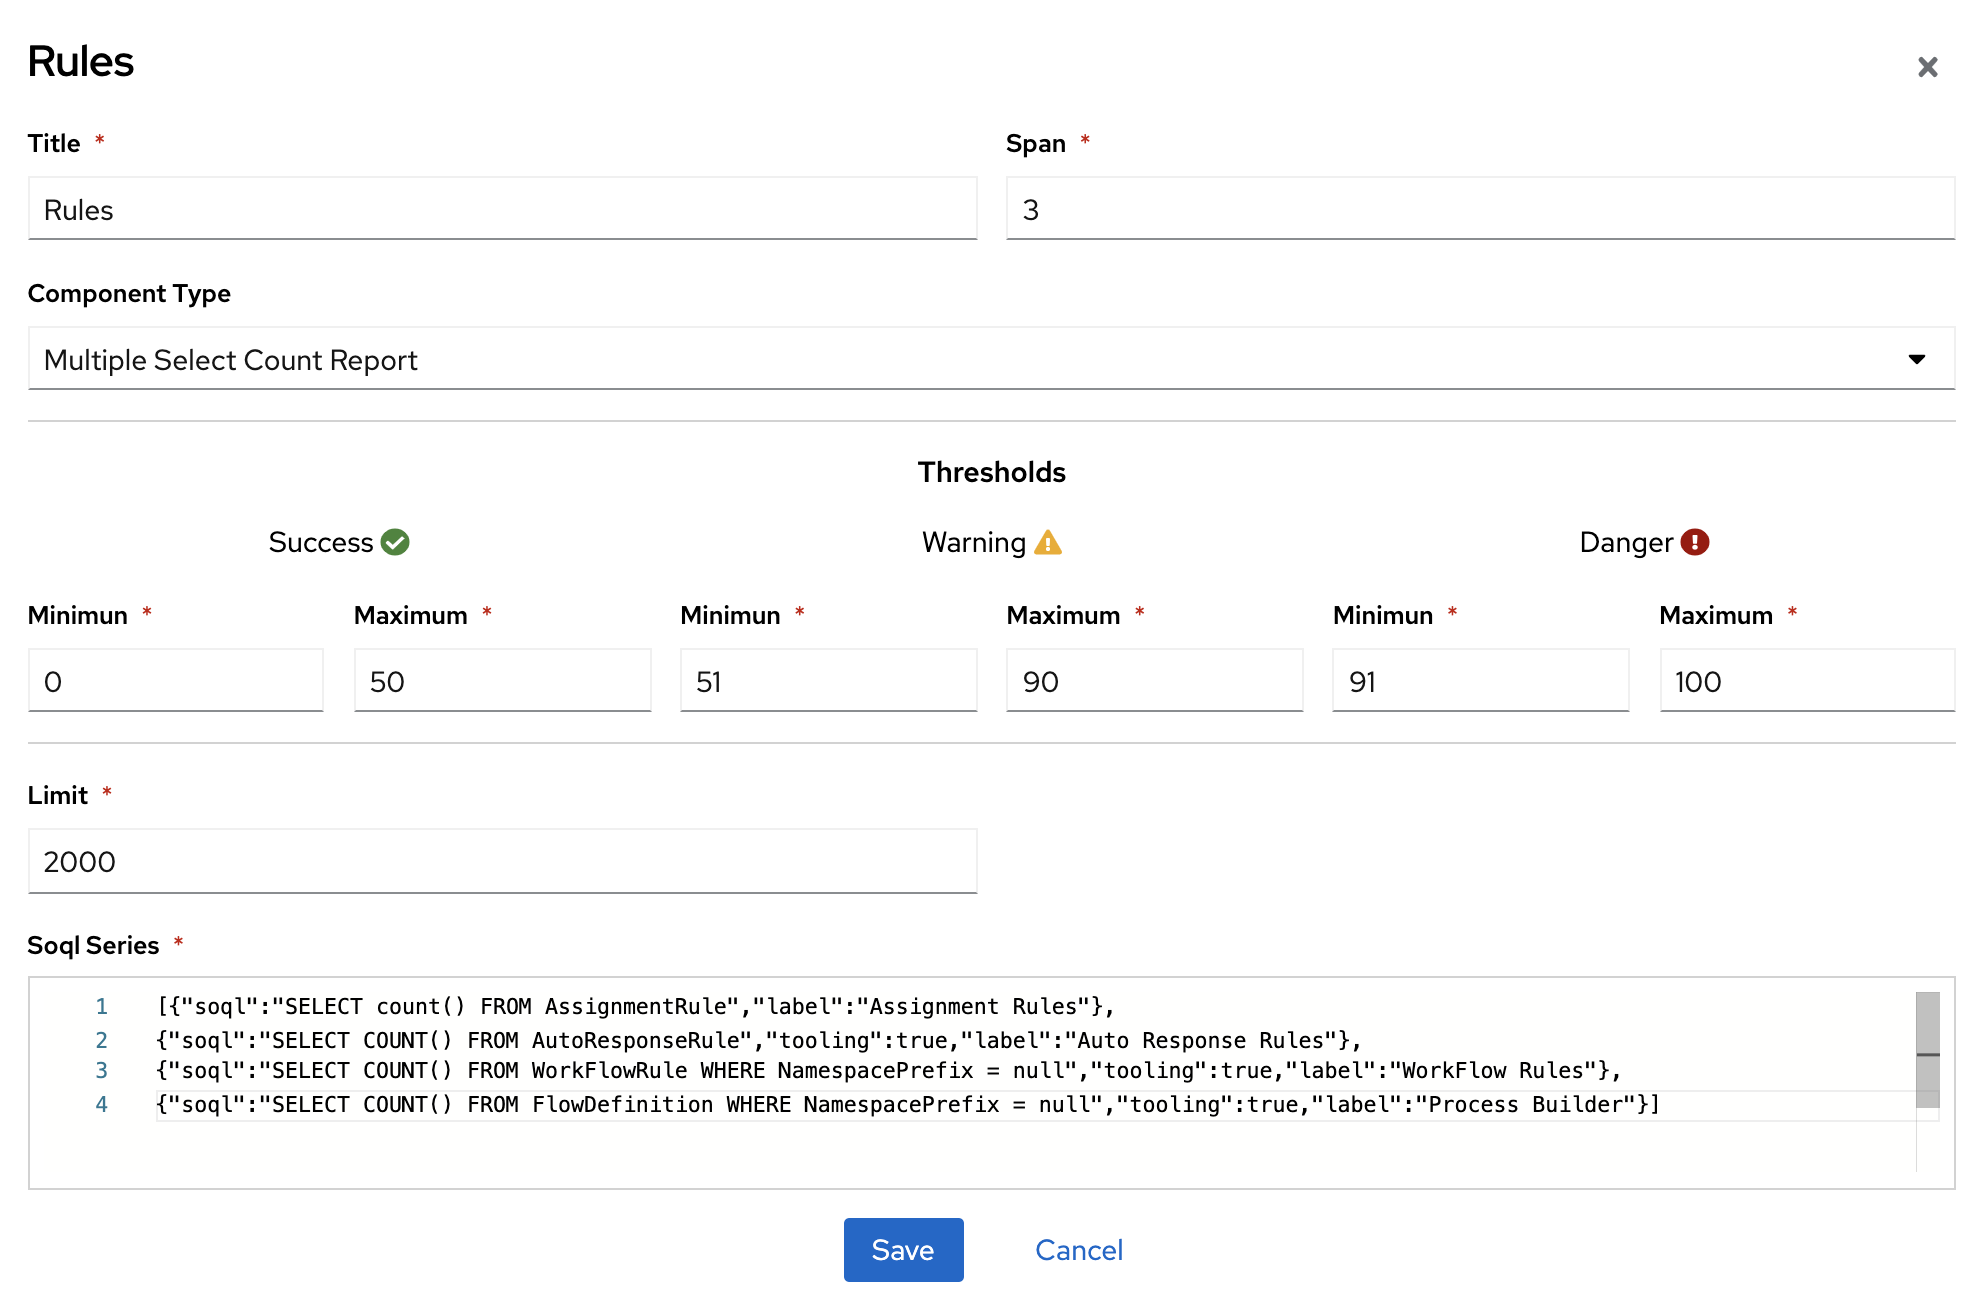 Rules
Title *
Span *
Rules
3
Component Type
Multiple Select Count Report
Thresholds
Success
Warning
Danger
Minimun *
Maximum *
Minimun *
Maximum *
Minimun *
Maximum *
0
50
51
90
91
100
Limit *
2000
Soql Series *
1 [{"soql":"SELECT count() FROM AssignmentRule","label":"Assignment Rules"},
2 {"soql":"SELECT COUNT() FROM AutoResponseRule","tooling":true,"label":"Auto Response Rules"},
3 {"soql":"SELECT COUNT() FROM WorkFlowRule WHERE NamespacePrefix = null","tooling":true,"label":"WorkFlow Rules"},
4 {"soql":"SELECT COUNT() FROM FlowDefinition WHERE NamespacePrefix = null","tooling":true,"label":"Process Builder"}]
Save
Cancel